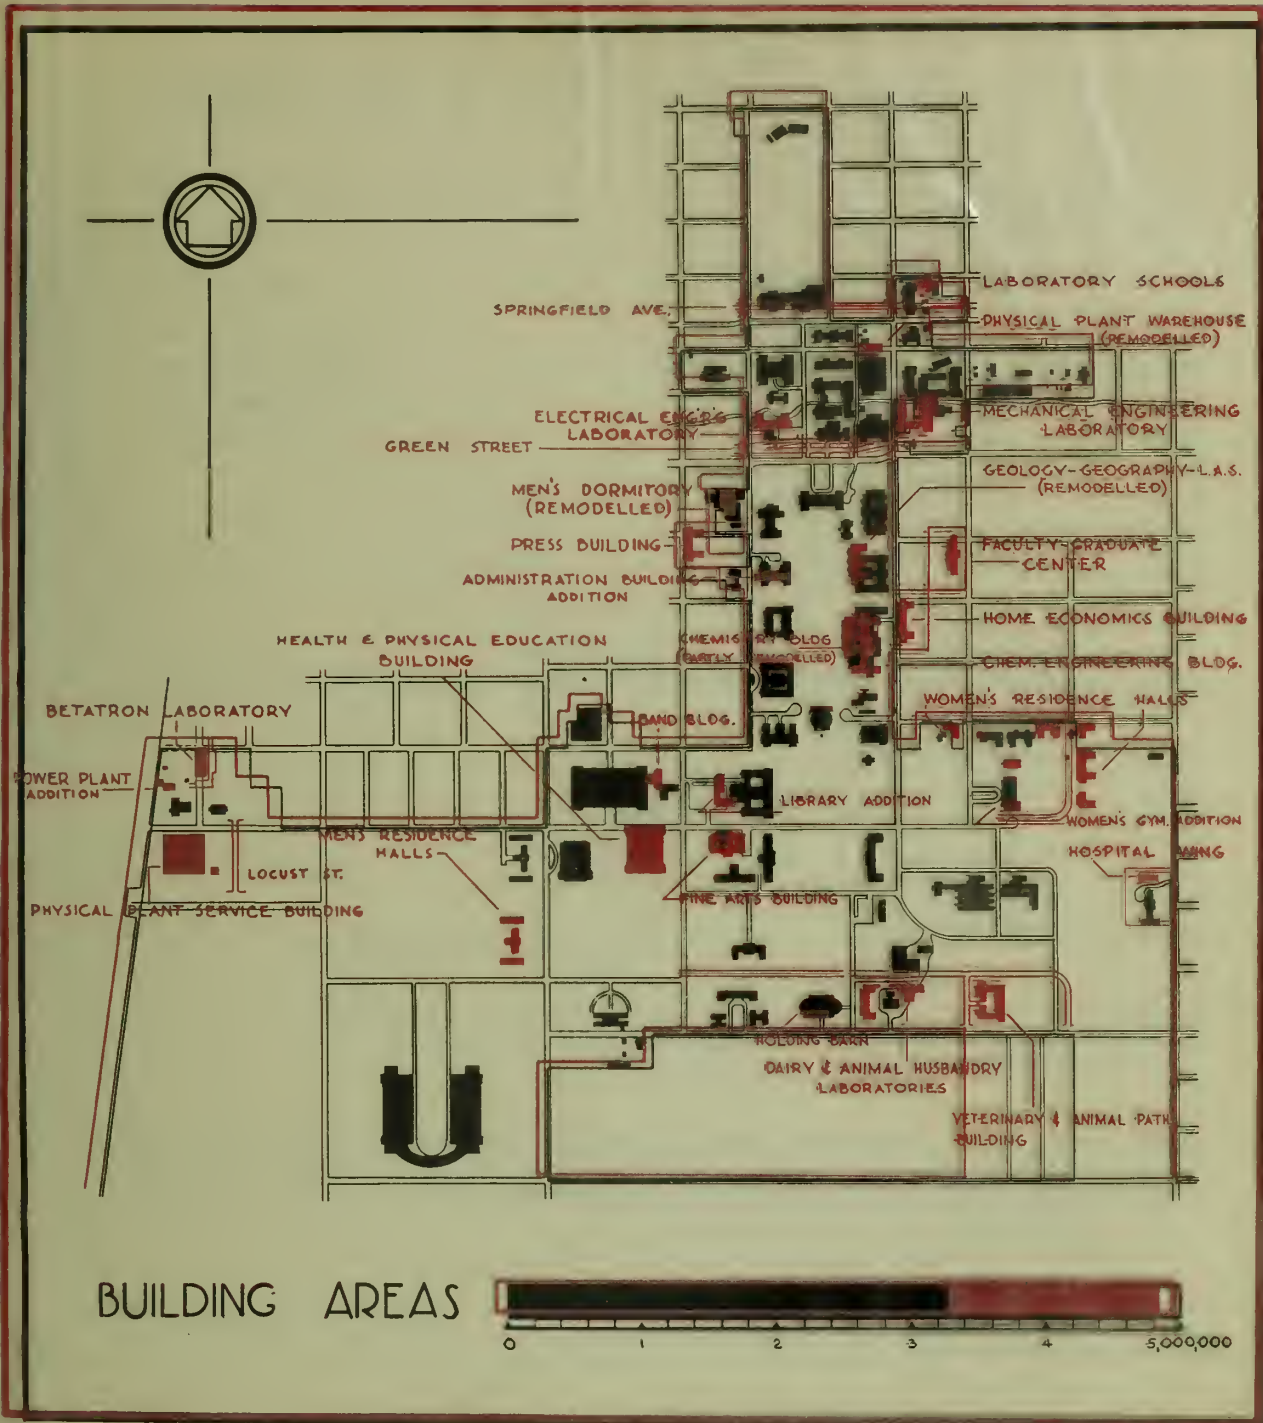 LABORATORY SCHOOLS
SPRINGFIELD AVE.
PHYSICAL PLANT WAREHOUSE
(REMODELLED)
ELECTRICAL ENG'RG
LABORATORY
MECHANICAL ENGINEERING
LABORATORY
GREEN STREET
GEOLOGY-GEOGRAPHY-L.A.S.
(REMODELLED)
MEN'S DORMITORY
(REMODELLED)
PRESS BUILDING
FACULTY-GRADUATE
CENTER
ADMINISTRATION BUILDING
ADDITION
HOME ECONOMICS BUILDING
HEALTH & PHYSICAL EDUCATION
BUILDING
CHEMISTRY BLDG
(PARTLY REMODELLED)
CHEM. ENGINEERING BLDG.
WOMEN'S RESIDENCE HALLS
BETATRON LABORATORY
BAND BLDG.
POWER PLANT
ADDITION
LIBRARY ADDITION
WOMEN'S GYM. ADDITION
MEN'S RESIDENCE
HALLS
HOSPITAL WING
LOCUST ST.
FINE ARTS BUILDING
PHYSICAL PLANT SERVICE BUILDING
HOLDING BARN
DAIRY & ANIMAL HUSBANDRY
LABORATORIES
VETERINARY & ANIMAL PATH.
BUILDING
BUILDING AREAS
0 1 2 3 4 5,000,000